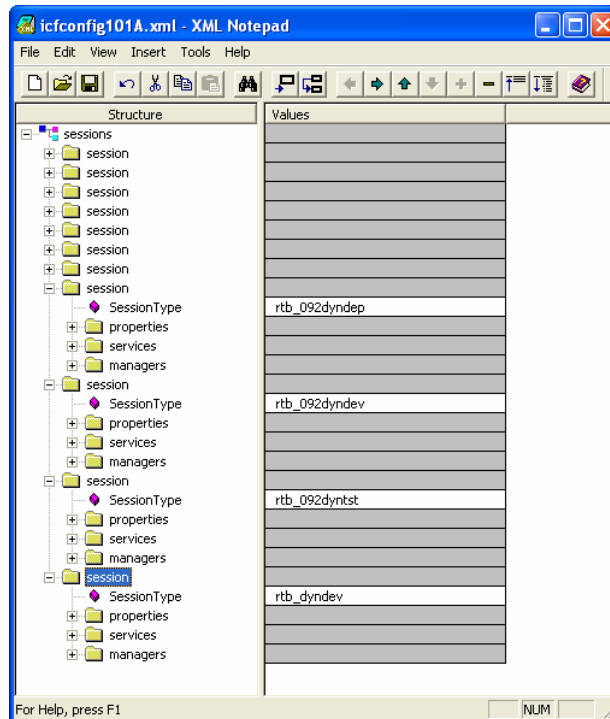 icfconfig101A.xml - XML Notepad
File Edit View Insert Tools Help
Structure Values
sessions
session
session
session
session
session
session
session
session
SessionType rtb_092dyndep
properties
services
managers
session
SessionType rtb_092dyndev
properties
services
managers
session
SessionType rtb_092dyntst
properties
services
managers
session
SessionType rtb_dyndev
properties
services
managers
For Help, press F1 NUM